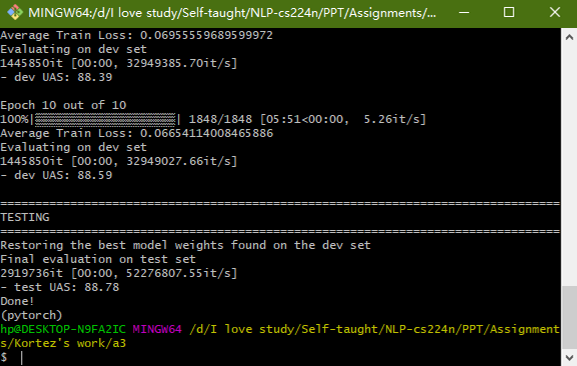 MINGW64:/d/I love study/Self-taught/NLP-cs224n/PPT/Assignments/...
Average Train Loss: 0.06955559689599972
Evaluating on dev set
1445850it [00:00, 32949385.70it/s]
- dev UAS: 88.39
Epoch 10 out of 10
100%|▒▒▒▒▒▒▒▒▒▒▒▒▒▒▒▒▒▒▒▒| 1848/1848 [05:51<00:00,  5.26it/s]
Average Train Loss: 0.06654114008465886
Evaluating on dev set
1445850it [00:00, 32949027.66it/s]
- dev UAS: 88.59
================================================================================
TESTING
================================================================================
Restoring the best model weights found on the dev set
Final evaluation on test set
2919736it [00:00, 52276807.55it/s]
- test UAS: 88.78
Done!
(pytorch)
hp@DESKTOP-N9FA2IC MINGW64 /d/I love study/Self-taught/NLP-cs224n/PPT/Assignment
s/Kortez's work/a3
$